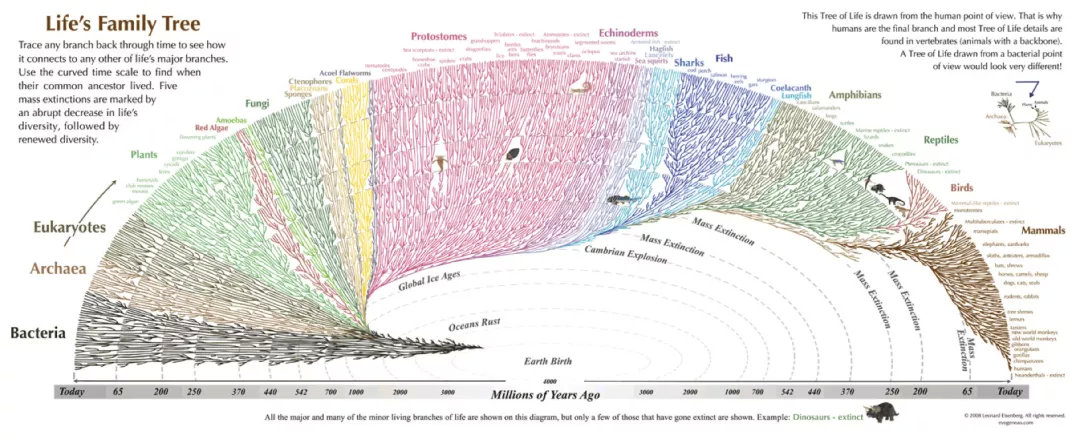 Life's Family Tree
Trace any branch back through time to see how
it connects to any other of life's major branches.
Use the curved time scale to find when
their common ancestor lived. Five
mass extinctions are marked by
an abrupt decrease in life's
diversity, followed by
renewed diversity.
This Tree of Life is drawn from the human point of view. That is why
humans are the final branch and most Tree of Life details are
found in vertebrates (animals with a backbone).
A Tree of Life drawn from a bacterial point
of view would look very different!
Bacteria
Plants
Animals
Archaea
Eukaryotes
Bacteria
Archaea
Eukaryotes
Plants
green algae
mosses
club mosses
horsetails
ferns
cycads
ginkgo
conifers
flowering plants
Red Algae
Amoebas
Fungi
Sponges
Placozoans
Ctenophores
Acoel Flatworms
Corals
Protostomes
nematodes
Sea scorpions - extinct
horseshoe
crabs
spiders
grasshoppers
dragonflies
crabs
Trilobites - extinct
beetles
ants
bees
butterflies
flies
Ammonites - extinct
brachiopods
bryozoans
snails
clams
segmented worms
octopus
Echinoderms
sea urchins
starfish
Hagfish
Lancelets
Sea squirts
Sharks
Fish
cod
perch
salmon
herring
eels
gars
sturgeon
Coelacanth
Lungfish
Amphibians
caecilians
salamanders
frogs
turtles
Marine reptiles - extinct
lizards
snakes
Reptiles
crocodiles
Pterosaurs - extinct
Dinosaurs - extinct
Birds
Mammal-like reptiles - extinct
monotremes
Multituberculates - extinct
marsupials
Mammals
elephants, aardvarks
sloths, anteaters, armadillos
bats, shrews
horses, camels, sheep
dogs, cats, seals
rodents, rabbits
tree shrews
lemurs
tarsiers
new world monkeys
old world monkeys
gibbons
orangutans
gorillas
chimpanzees
humans
Neanderthals - extinct
Global Ice Ages
Cambrian Explosion
Mass Extinction
Mass Extinction
Mass Extinction
Mass Extinction
Mass Extinction
Oceans Rust
Earth Birth
Today 65 200 250 370 440 542 700 1000 2000 3000 4000 3000 2000 1000 700 542 440 370 250 200 65 Today
Millions of Years Ago
All the major and many of the minor living branches of life are shown on this diagram, but only a few of those that have gone extinct are shown. Example: Dinosaurs - extinct
© 2008 Leonard Eisenberg. All rights reserved.
evogeneao.com